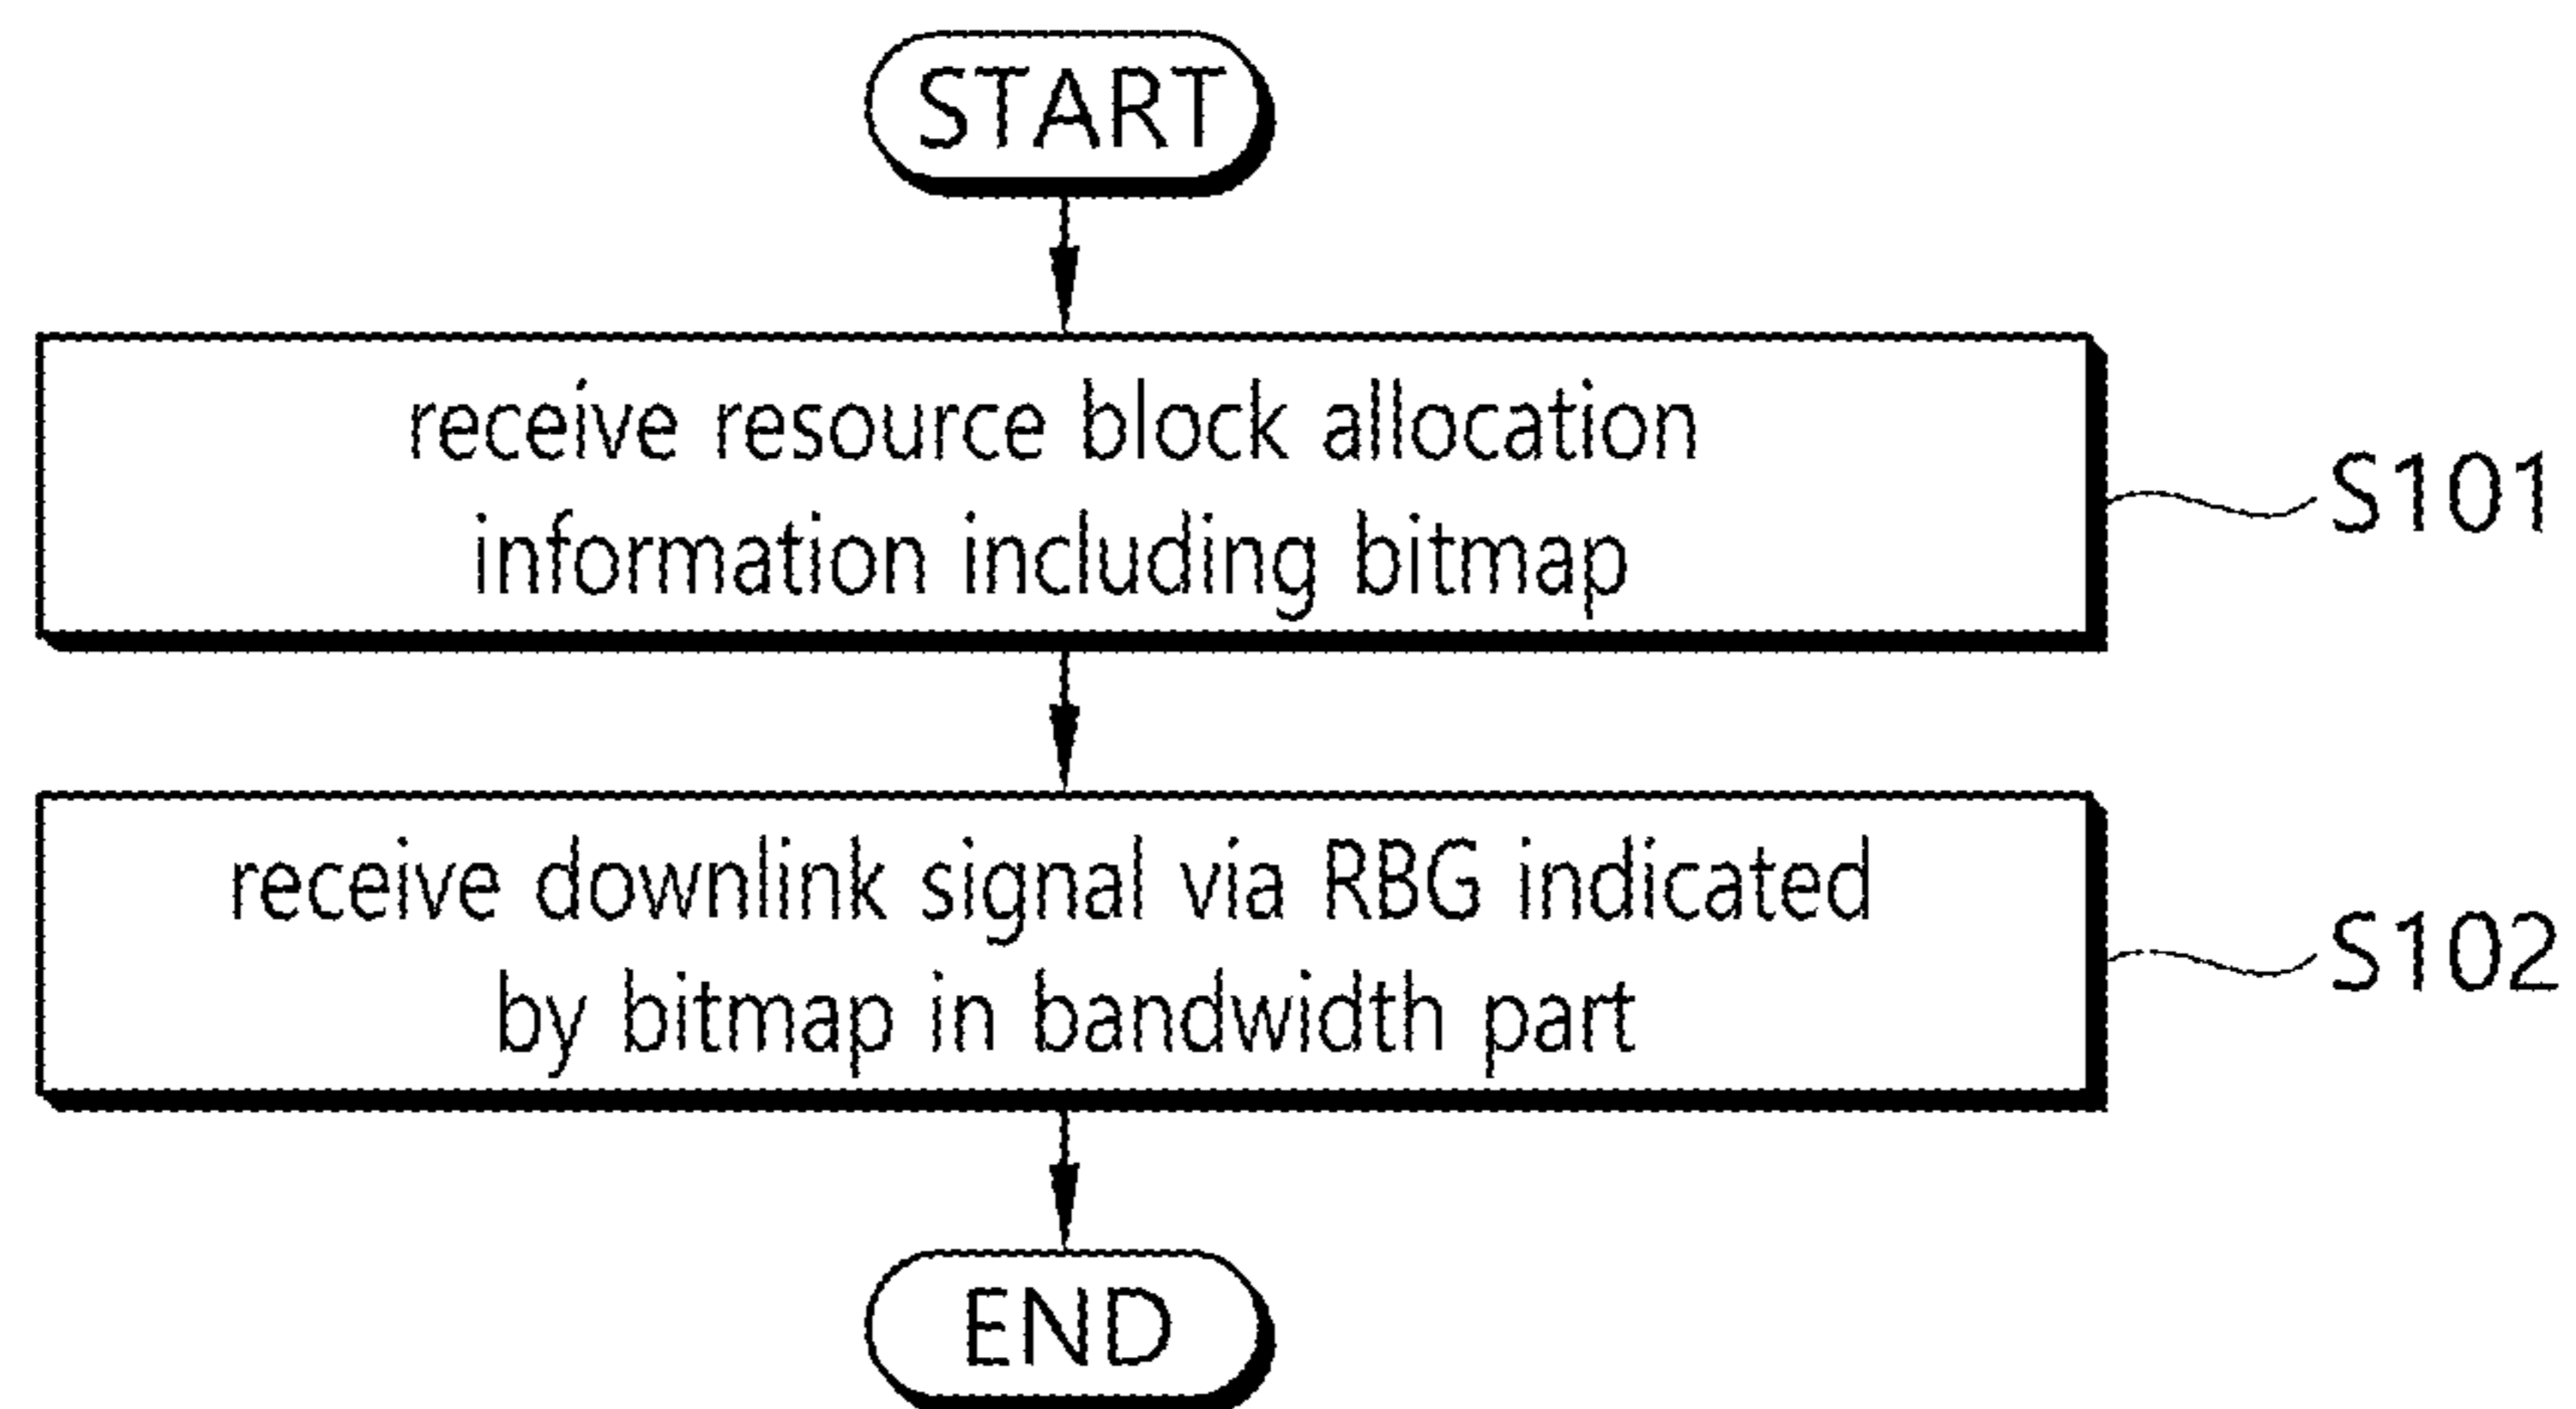 START
receive resource block allocation
information including bitmap
S101
receive downlink signal via RBG indicated
by bitmap in bandwidth part
S102
END